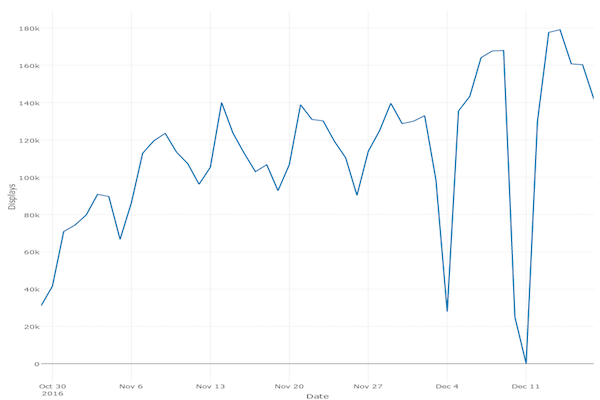 180k
160k
140k
120k
100k
80k
60k
40k
20k
0
Displays
Oct 30
2016
Nov 6
Nov 13
Nov 20
Nov 27
Dec 4
Dec 11
Date